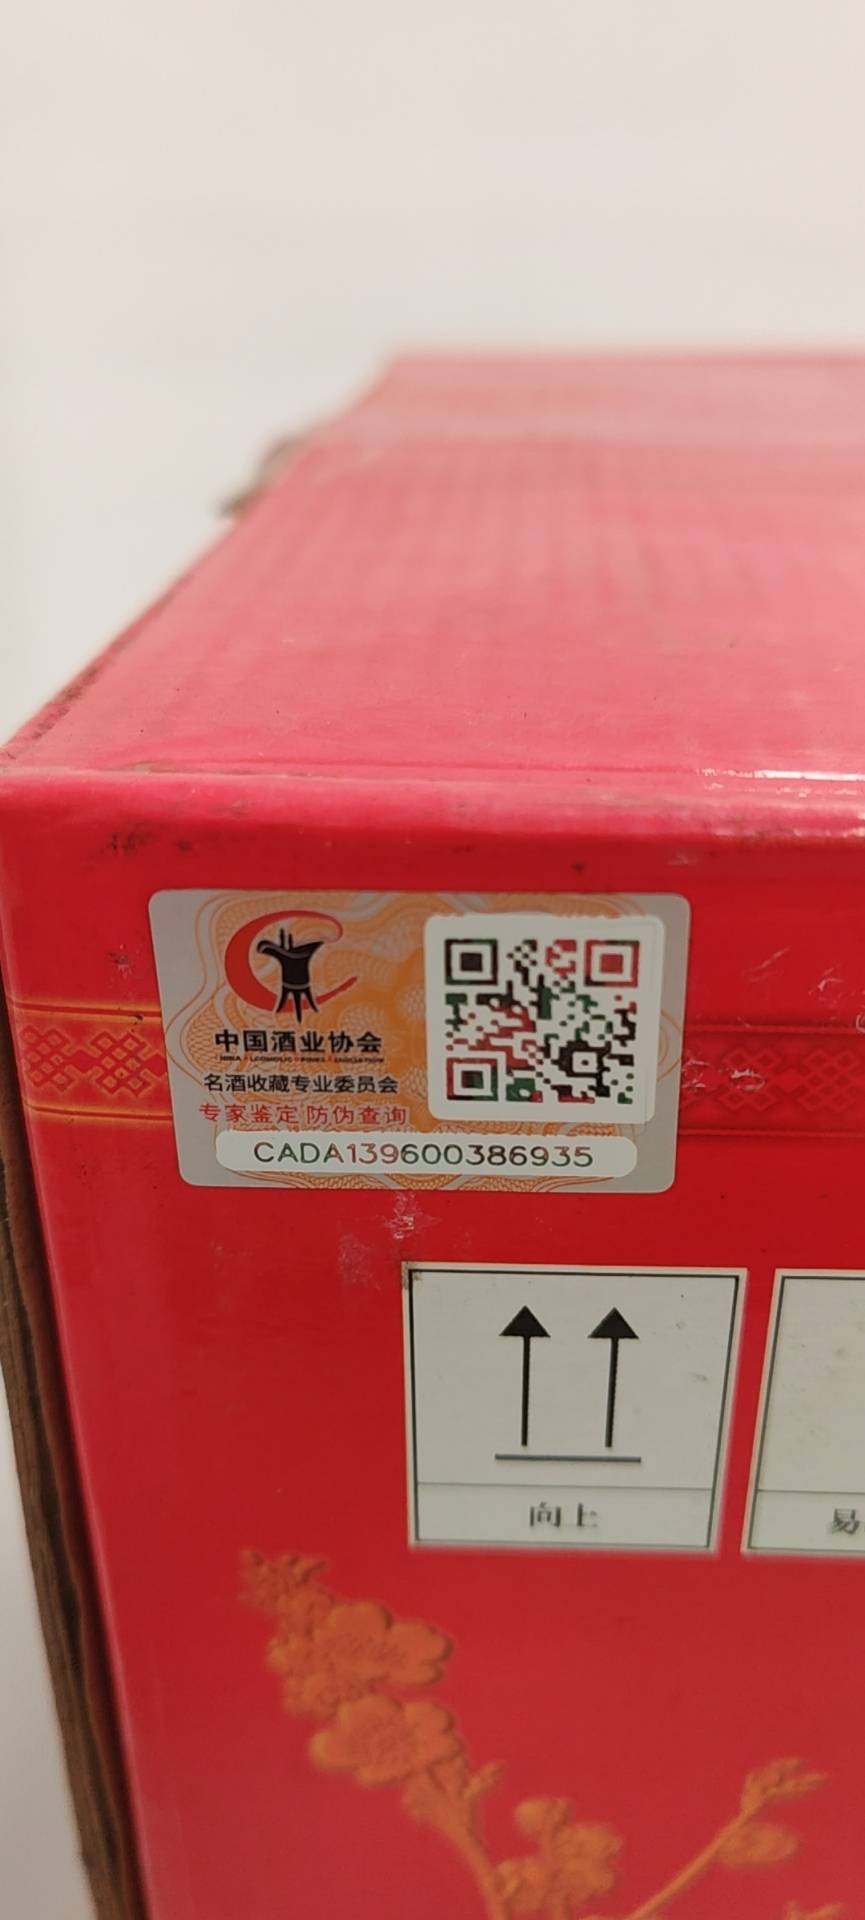 中国酒业协会
名酒收藏专业委员会
专家鉴定 防伪查询
CADA139600386935
向上
易